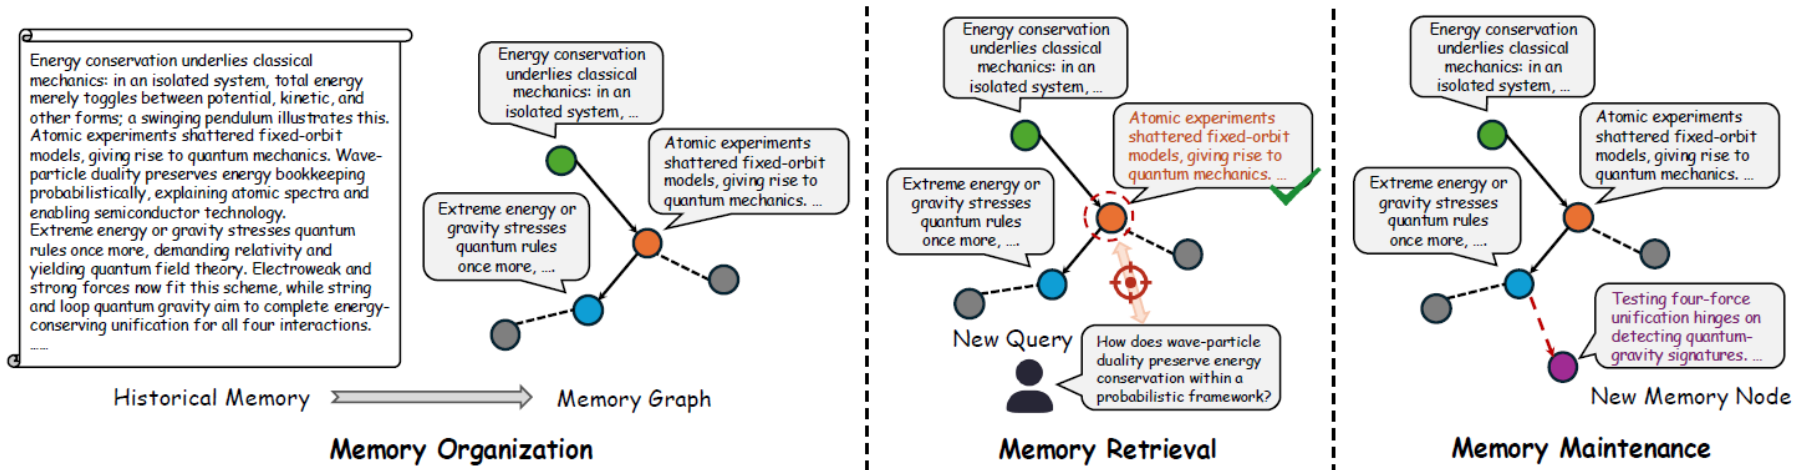 Energy conservation underlies classical
mechanics: in an isolated system, total energy
merely toggles between potential, kinetic, and
other forms; a swinging pendulum illustrates this.
Atomic experiments shattered fixed-orbit
models, giving rise to quantum mechanics. Wave-
particle duality preserves energy bookkeeping
probabilistically, explaining atomic spectra and
enabling semiconductor technology.
Extreme energy or gravity stresses quantum
rules once more, demanding relativity and
yielding quantum field theory. Electroweak and
strong forces now fit this scheme, while string
and loop quantum gravity aim to complete energy-
conserving unification for all four interactions.
......
Historical Memory
Energy conservation
underlies classical
mechanics: in an
isolated system, ...
Atomic experiments
shattered fixed-orbit
models, giving rise to
quantum mechanics. ...
Extreme energy or
gravity stresses
quantum rules
once more, ....
Memory Graph
Memory Organization
Energy conservation
underlies classical
mechanics: in an
isolated system, ...
Atomic experiments
shattered fixed-orbit
models, giving rise to
quantum mechanics. ...
Extreme energy or
gravity stresses
quantum rules
once more, ....
New Query
How does wave-particle
duality preserve energy
conservation within a
probabilistic framework?
Memory Retrieval
Energy conservation
underlies classical
mechanics: in an
isolated system, ...
Atomic experiments
shattered fixed-orbit
models, giving rise to
quantum mechanics. ...
Extreme energy or
gravity stresses
quantum rules
once more, ....
Testing four-force
unification hinges on
detecting quantum-
gravity signatures. ...
New Memory Node
Memory Maintenance